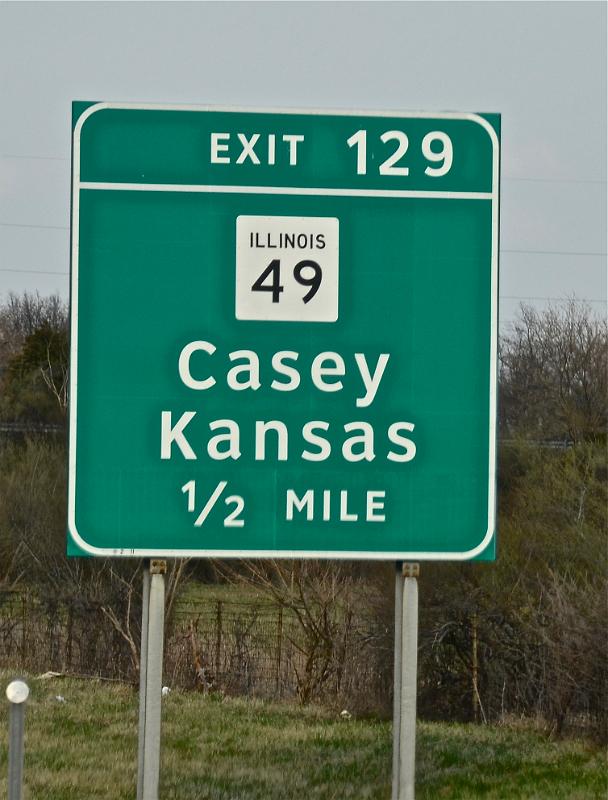 EXIT 129
ILLINOIS
49
Casey
Kansas
1/2 MILE